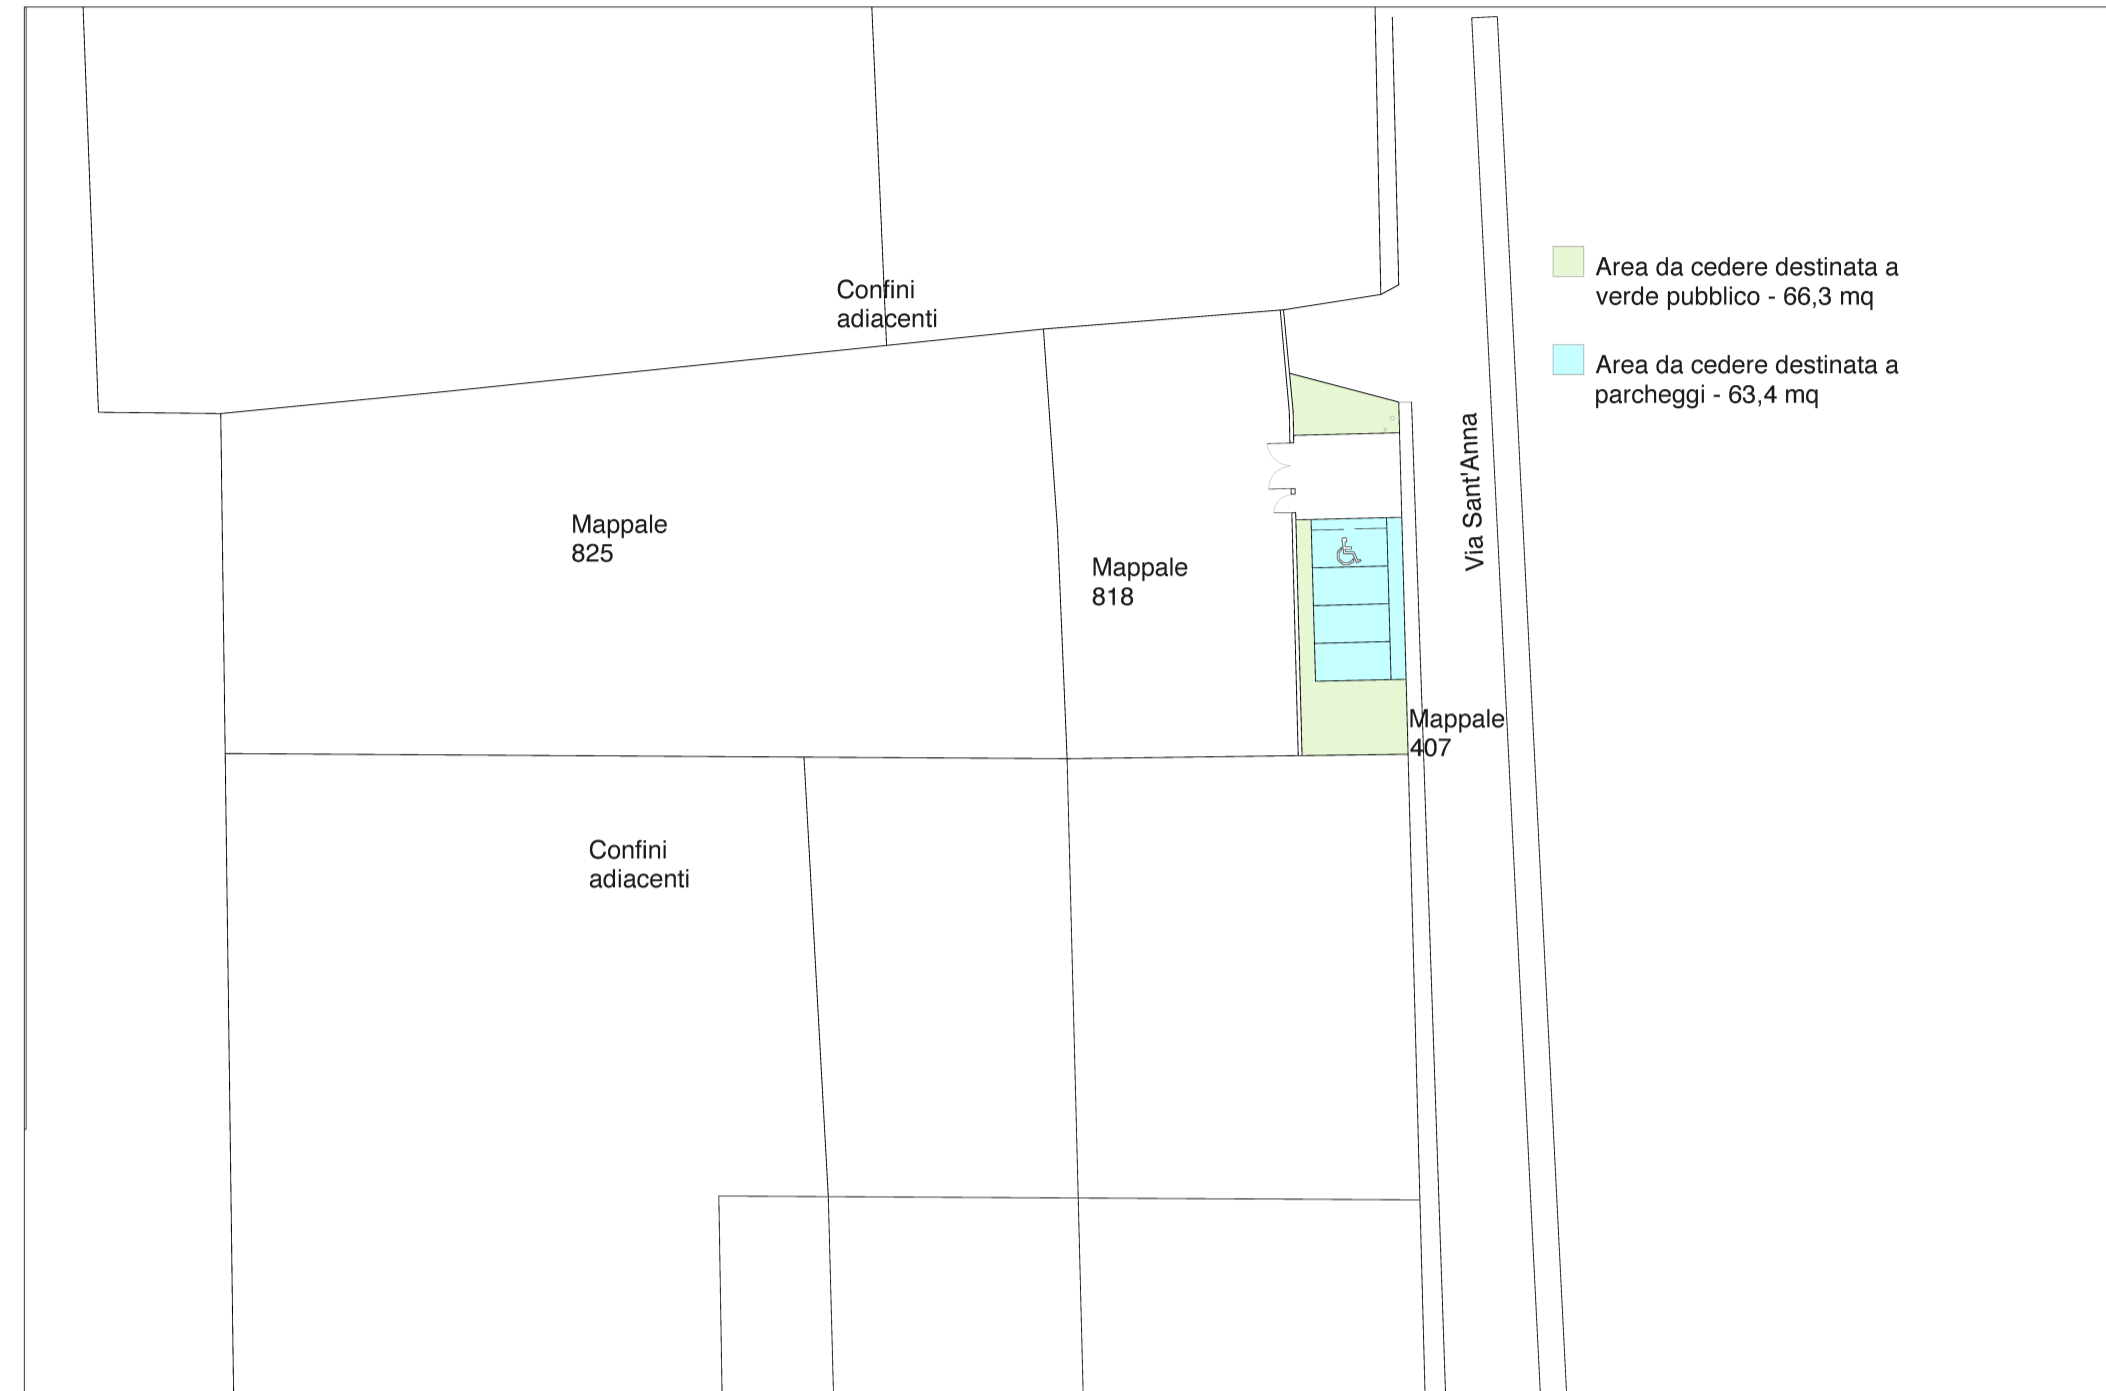 Confini
adiacenti
Area da cedere destinata a
verde pubblico - 66,3 mq
Area da cedere destinata a
parcheggi - 63,4 mq
Via Sant'Anna
Mappale
825
Mappale
818
Mappale
407
Confini
adiacenti